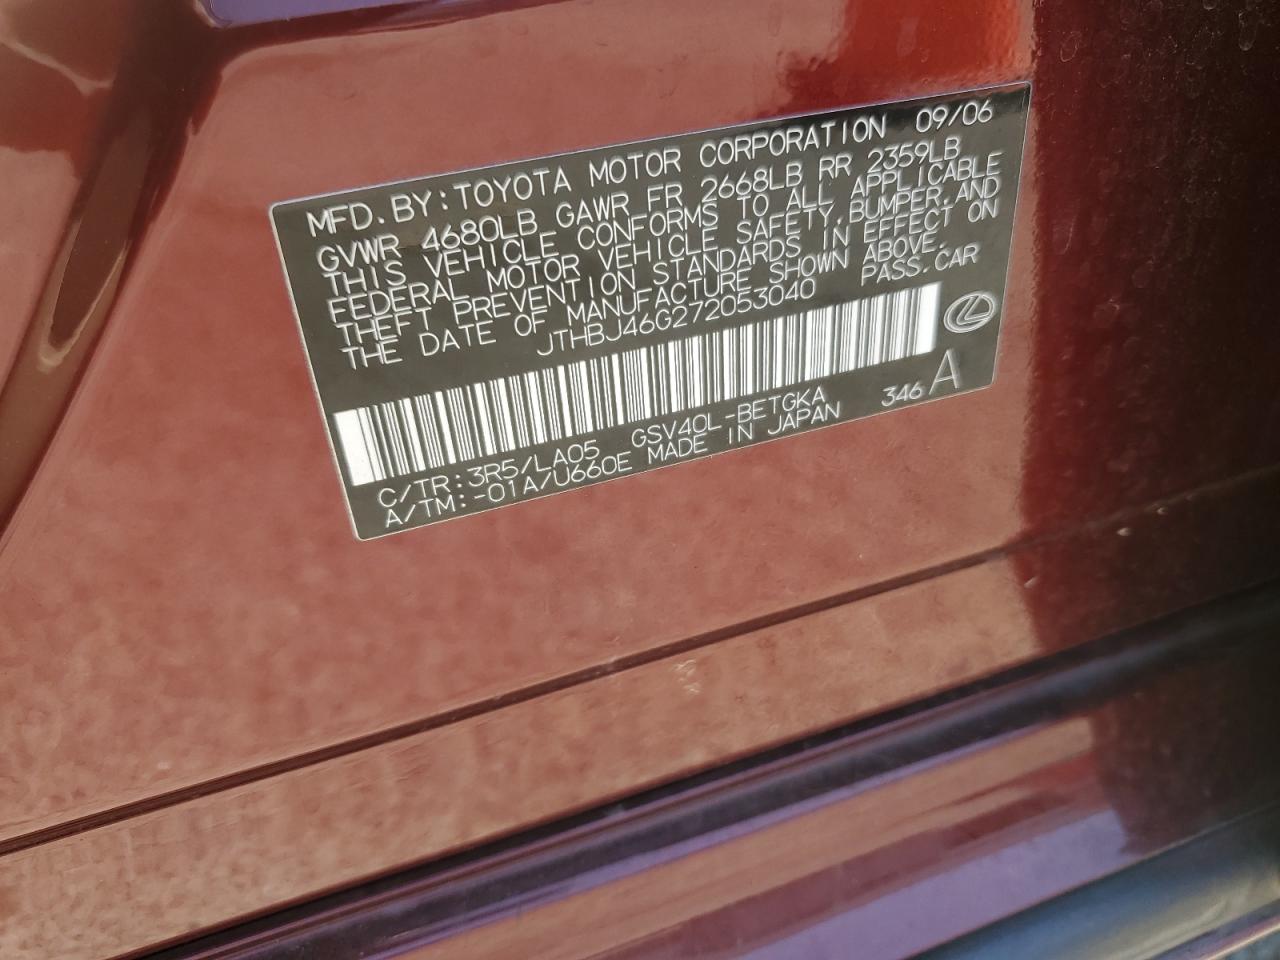 MFD. BY: TOYOTA MOTOR CORPORATION 09/06
GVWR 4680LB GAWR FR 2668LB RR 2359LB
THIS VEHICLE CONFORMS TO ALL APPLICABLE
FEDERAL MOTOR VEHICLE SAFETY, BUMPER, AND
THEFT PREVENTION STANDARDS IN EFFECT ON
THE DATE OF MANUFACTURE SHOWN ABOVE.
JTHBJ46G272053040 PASS. CAR
C/TR: 3R5/LA05 GSV40L-BETGKA 346 A
A/TM: -01A/U660E MADE IN JAPAN